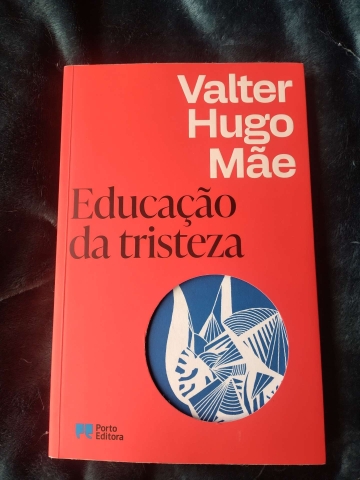 Valter
Hugo
Mãe
Educação
da tristeza
Porto
Editora